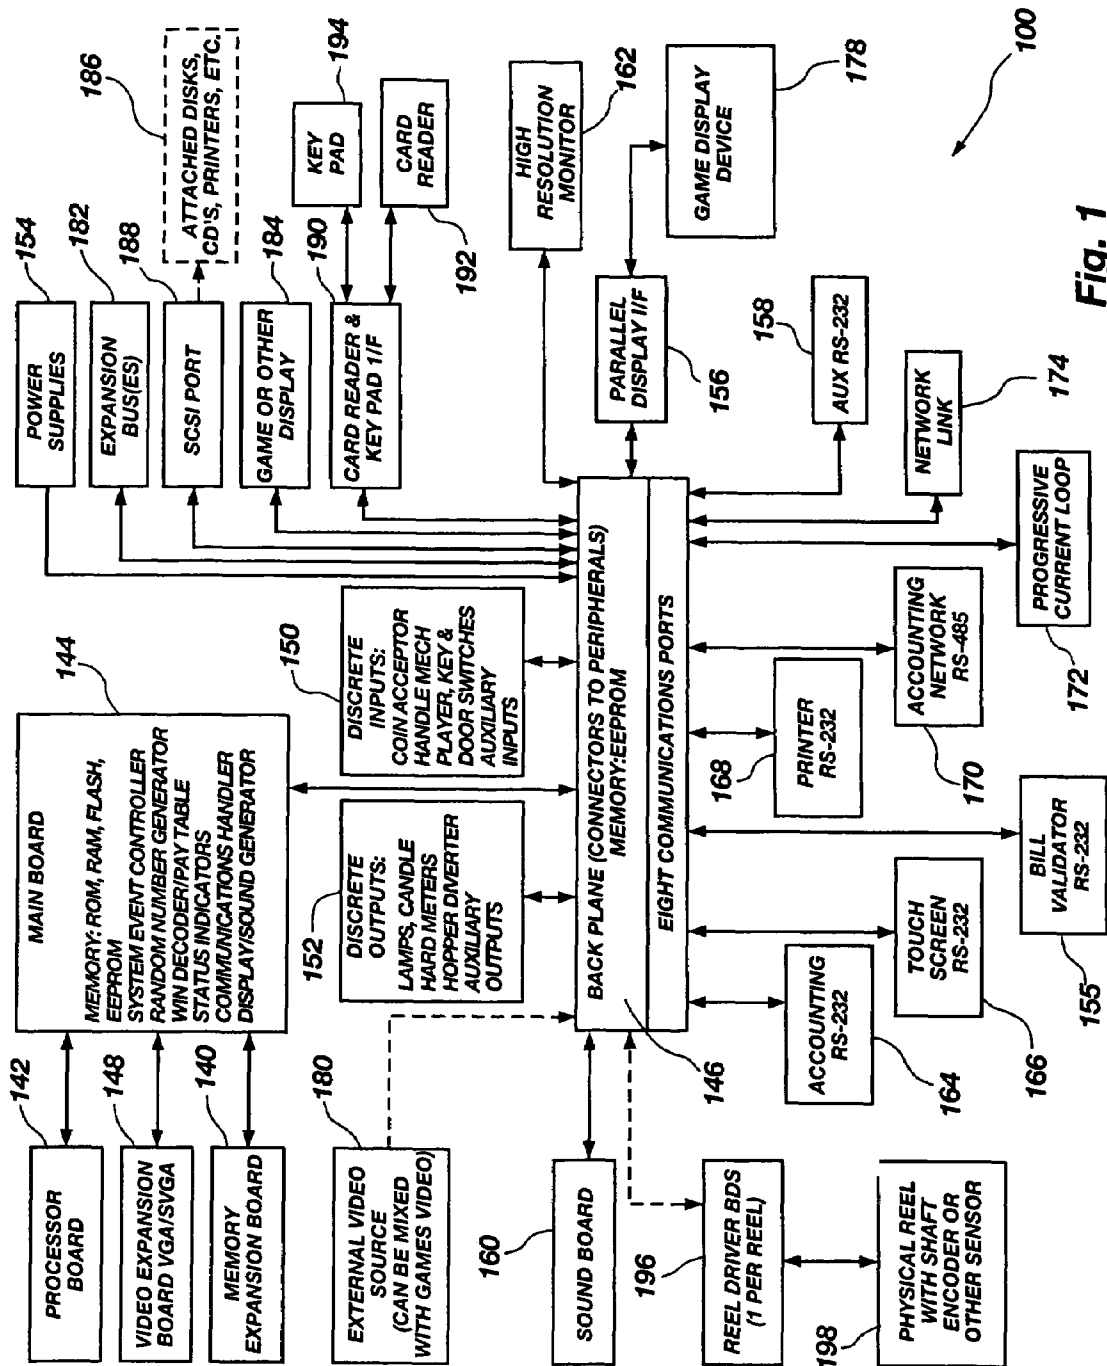 142
PROCESSOR
BOARD
148
VIDEO EXPANSION
BOARD VGA/SVGA
140
MEMORY
EXPANSION BOARD
180
EXTERNAL VIDEO
SOURCE
(CAN BE MIXED
WITH GAMES VIDEO)
160
SOUND BOARD
196
REEL DRIVER BDS
(1 PER REEL)
198
PHYSICAL REEL
WITH SHAFT
ENCODER OR
OTHER SENSOR
144
MAIN BOARD
MEMORY: ROM, RAM, FLASH,
EEPROM
SYSTEM EVENT CONTROLLER
RANDOM NUMBER GENERATOR
WIN DECODER/PAY TABLE
STATUS INDICATORS
COMMUNICATIONS HANDLER
DISPLAY/SOUND GENERATOR
152
DISCRETE
OUTPUTS:
LAMPS, CANDLE
HARD METERS
HOPPER DIVERTER
AUXILIARY
OUTPUTS
150
DISCRETE
INPUTS:
COIN ACCEPTOR
HANDLE MECH
PLAYER, KEY &
DOOR SWITCHES
AUXILIARY
INPUTS
BACK PLANE (CONNECTORS TO PERIPHERALS)
MEMORY:EEPROM
146
EIGHT COMMUNICATIONS PORTS
ACCOUNTING
RS-232
164
TOUCH
SCREEN
RS-232
166
BILL
VALIDATOR
RS-232
155
168
PRINTER
RS-232
ACCOUNTING
NETWORK
RS-485
170
PROGRESSIVE
CURRENT LOOP
172
NETWORK
LINK
174
158
AUX RS-232
POWER
SUPPLIES
154
EXPANSION
BUS(ES)
182
SCSI PORT
188
GAME OR OTHER
DISPLAY
184
CARD READER &
KEY PAD 1/F
190
186
ATTACHED DISKS,
CD'S, PRINTERS, ETC.
KEY
PAD
194
CARD
READER
192
HIGH
RESOLUTION
MONITOR
162
PARALLEL
DISPLAY I/F
156
GAME DISPLAY
DEVICE
178
100
Fig. 1